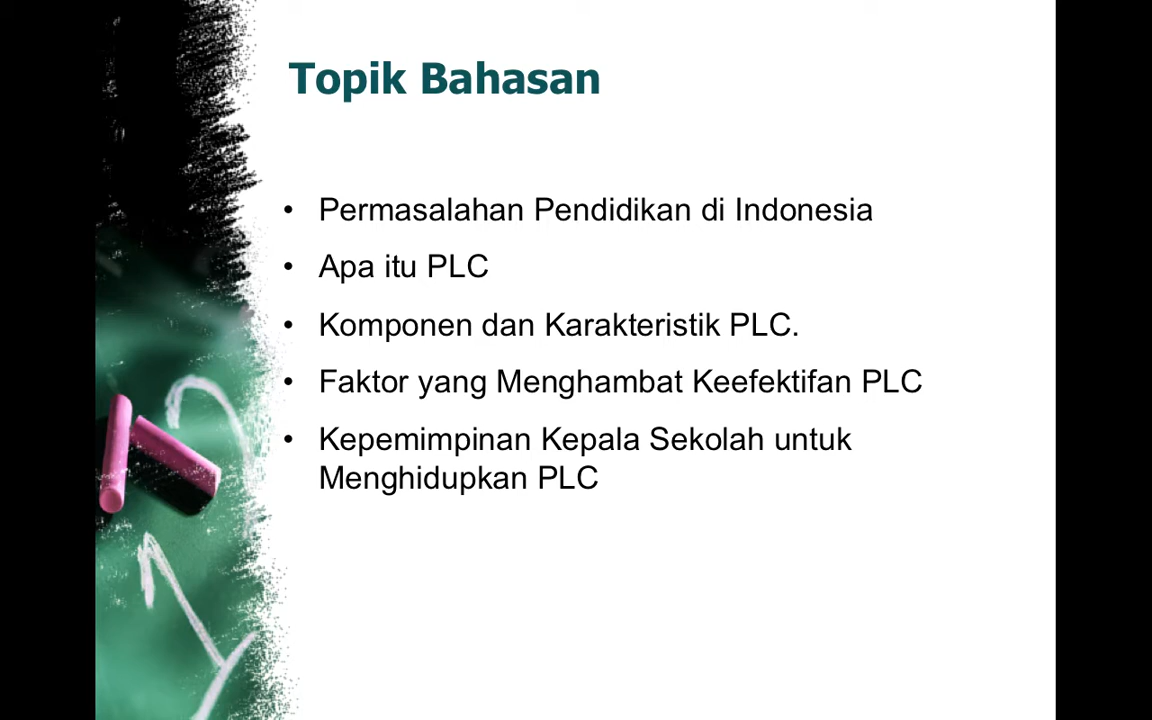 Topik Bahasan
• Permasalahan Pendidikan di Indonesia
• Apa itu PLC
• Komponen dan Karakteristik PLC.
• Faktor yang Menghambat Keefektifan PLC
• Kepemimpinan Kepala Sekolah untuk
Menghidupkan PLC